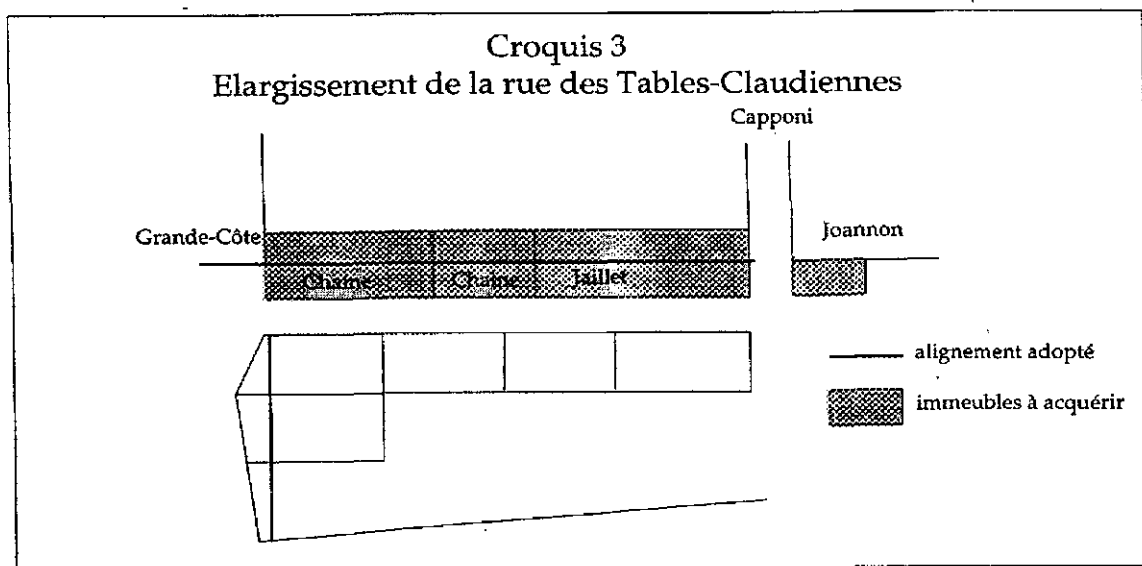 Croquis 3
Elargissement de la rue des Tables-Claudiennes
Capponi
Grande-Côte
Joannon
Chaine Chaine Jaillet
alignement adopté
immeubles à acquérir